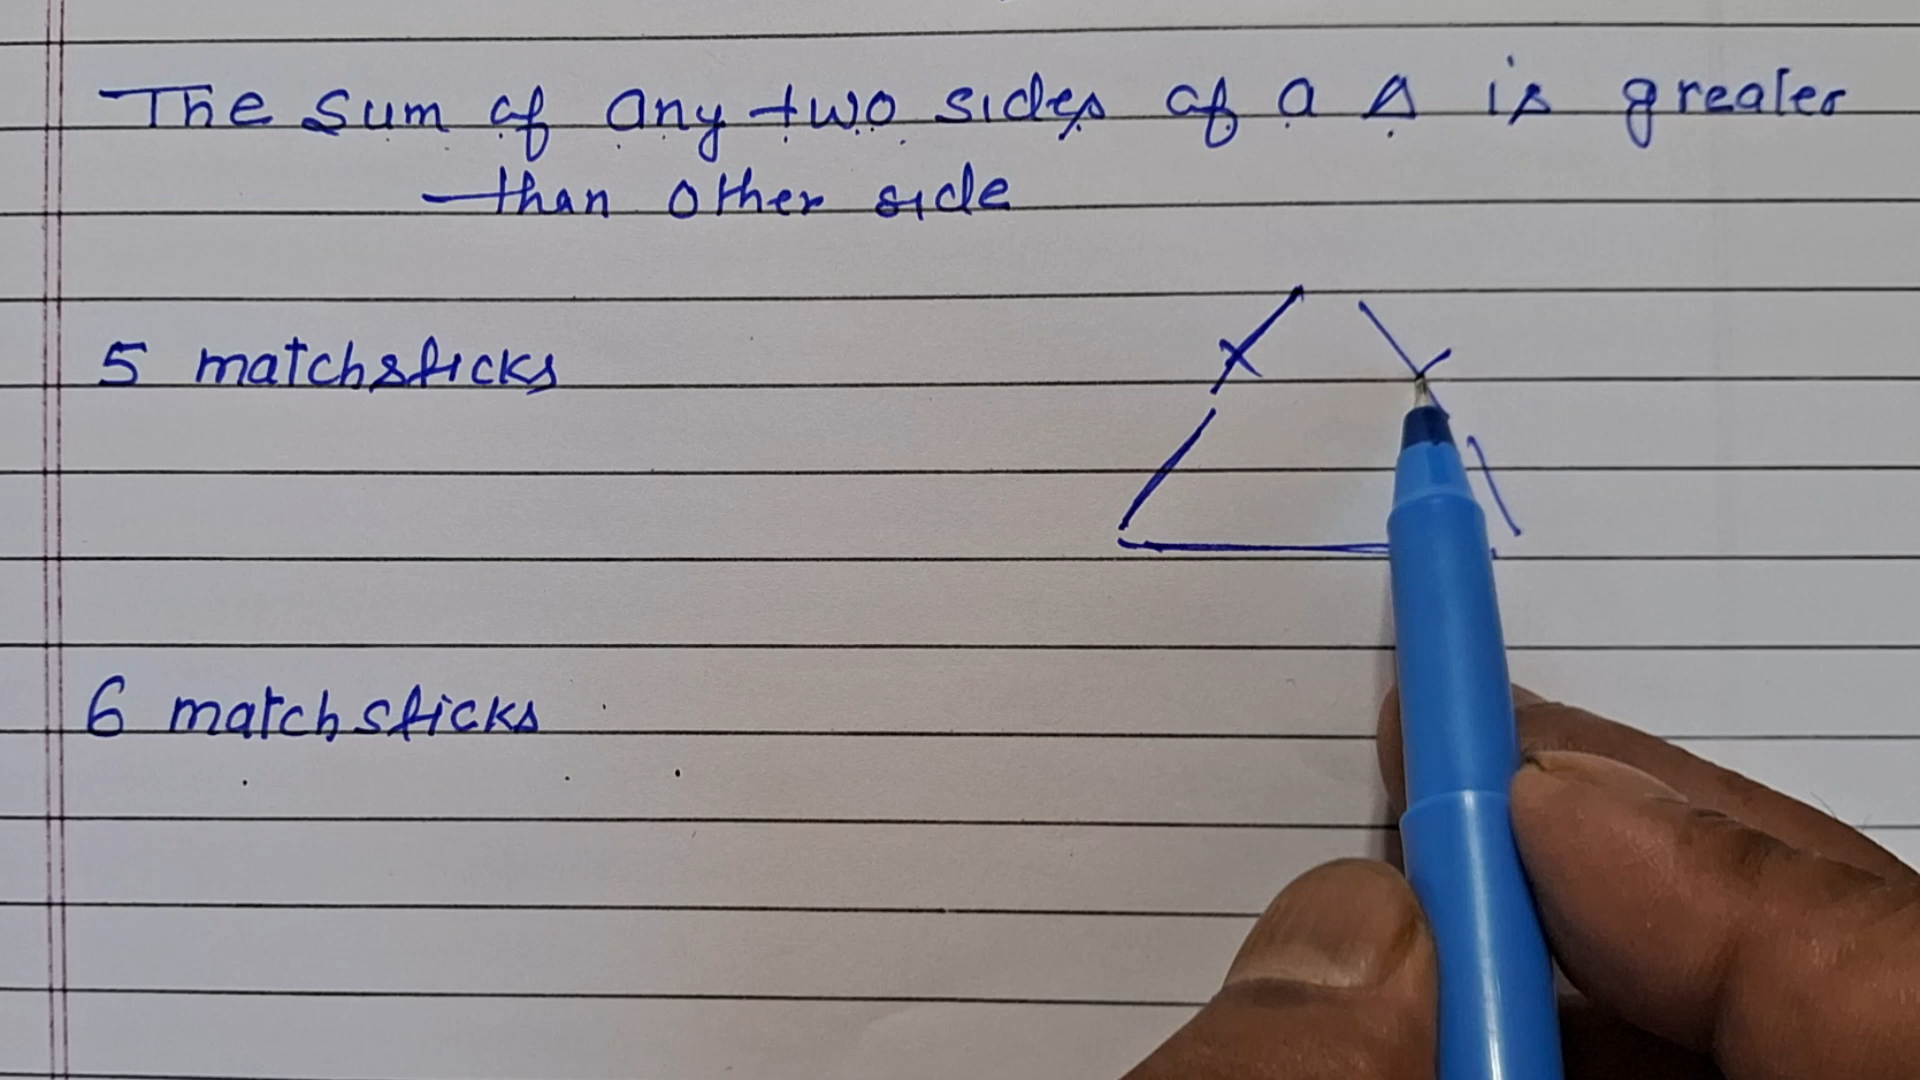 The sum of any two sides of a Δ is greater
than other side
5 matchsticks
6 matchsticks